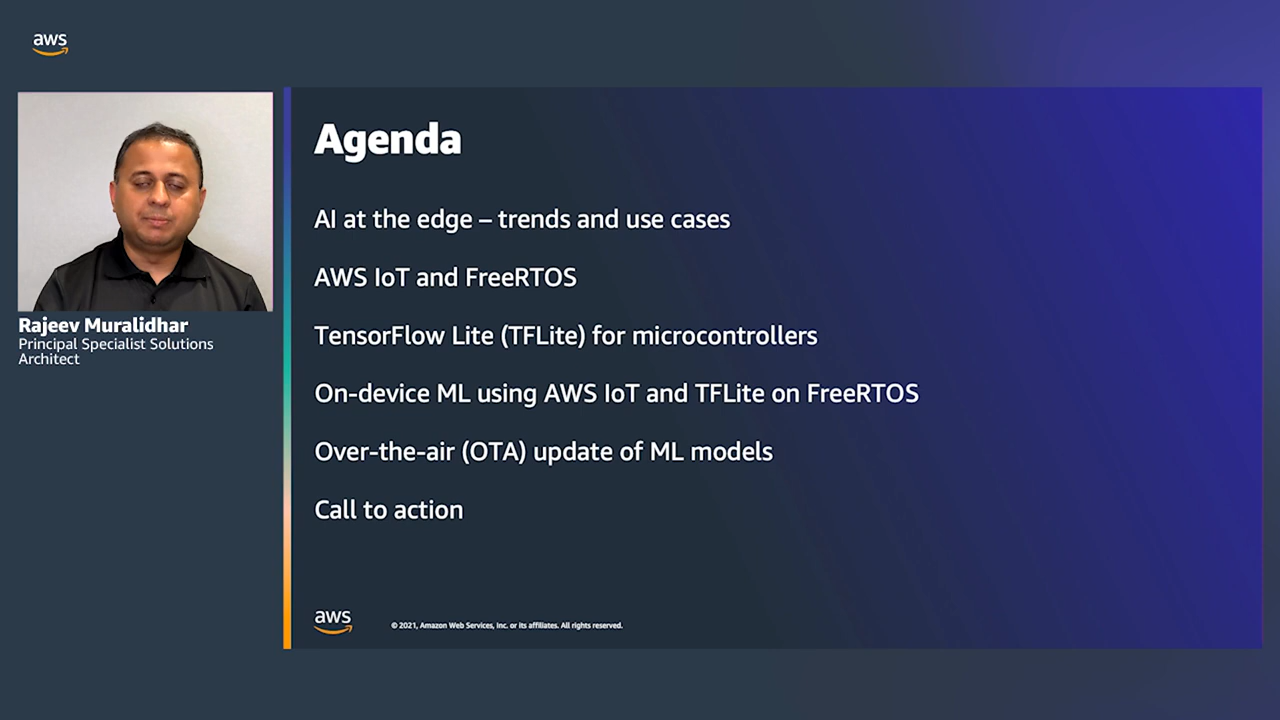 aws
Rajeev Muralidhar
Principal Specialist Solutions
Architect
Agenda
AI at the edge – trends and use cases
AWS IoT and FreeRTOS
TensorFlow Lite (TFLite) for microcontrollers
On-device ML using AWS IoT and TFLite on FreeRTOS
Over-the-air (OTA) update of ML models
Call to action
aws
© 2021, Amazon Web Services, Inc. or its affiliates. All rights reserved.